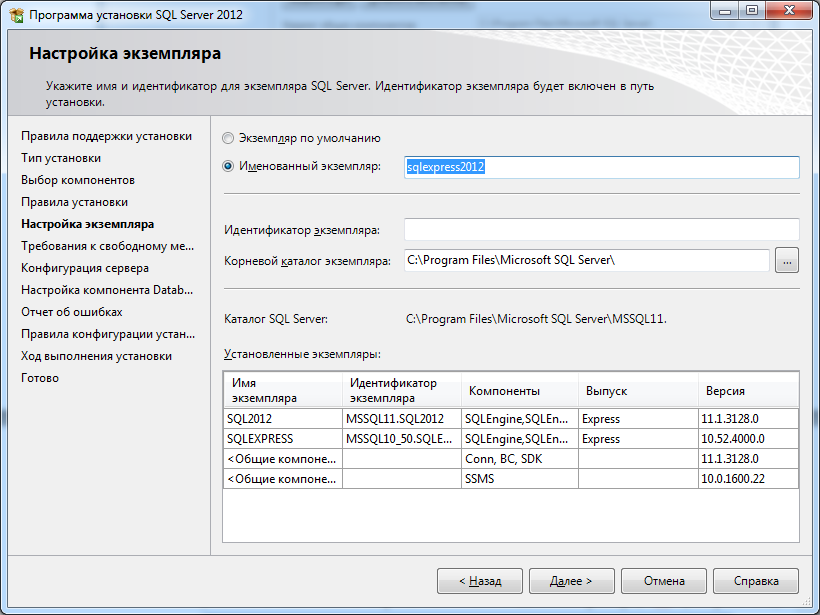 Программа установки SQL Server 2012
Настройка экземпляра
Укажите имя и идентификатор для экземпляра SQL Server. Идентификатор экземпляра будет включен в путь
установки.
Правила поддержки установки
Тип установки
Выбор компонентов
Правила установки
Настройка экземпляра
Требования к свободному ме...
Конфигурация сервера
Настройка компонента Datab...
Отчет об ошибках
Правила конфигурации устан...
Ход выполнения установки
Готово
Экземпляр по умолчанию
Именованный экземпляр: sqlexpress2012
Идентификатор экземпляра:
Корневой каталог экземпляра: C:\Program Files\Microsoft SQL Server\ ...
Каталог SQL Server: C:\Program Files\Microsoft SQL Server\MSSQL11.
Установленные экземпляры:
Имя экземпляра Идентификатор экземпляра Компоненты Выпуск Версия
SQL2012 MSSQL11.SQL2012 SQLEngine,SQLEn... Express 11.1.3128.0
SQLEXPRESS MSSQL10_50.SQLE... SQLEngine,SQLEn... Express 10.52.4000.0
<Общие компоне... Conn, BC, SDK 11.1.3128.0
<Общие компоне... SSMS 10.0.1600.22
< Назад Далее > Отмена Справка